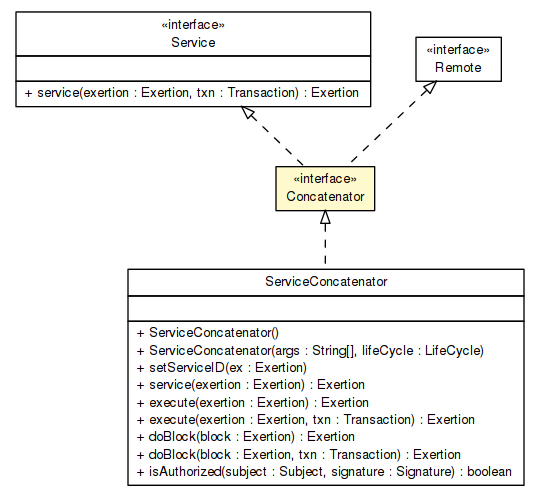 «interface»
Service
+ service(exertion : Exertion, txn : Transaction) : Exertion
«interface»
Remote
«interface»
Concatenator
ServiceConcatenator
+ ServiceConcatenator()
+ ServiceConcatenator(args : String[], lifeCycle : LifeCycle)
+ setServiceID(ex : Exertion)
+ service(exertion : Exertion) : Exertion
+ execute(exertion : Exertion) : Exertion
+ execute(exertion : Exertion, txn : Transaction) : Exertion
+ doBlock(block : Exertion) : Exertion
+ doBlock(block : Exertion, txn : Transaction) : Exertion
+ isAuthorized(subject : Subject, signature : Signature) : boolean